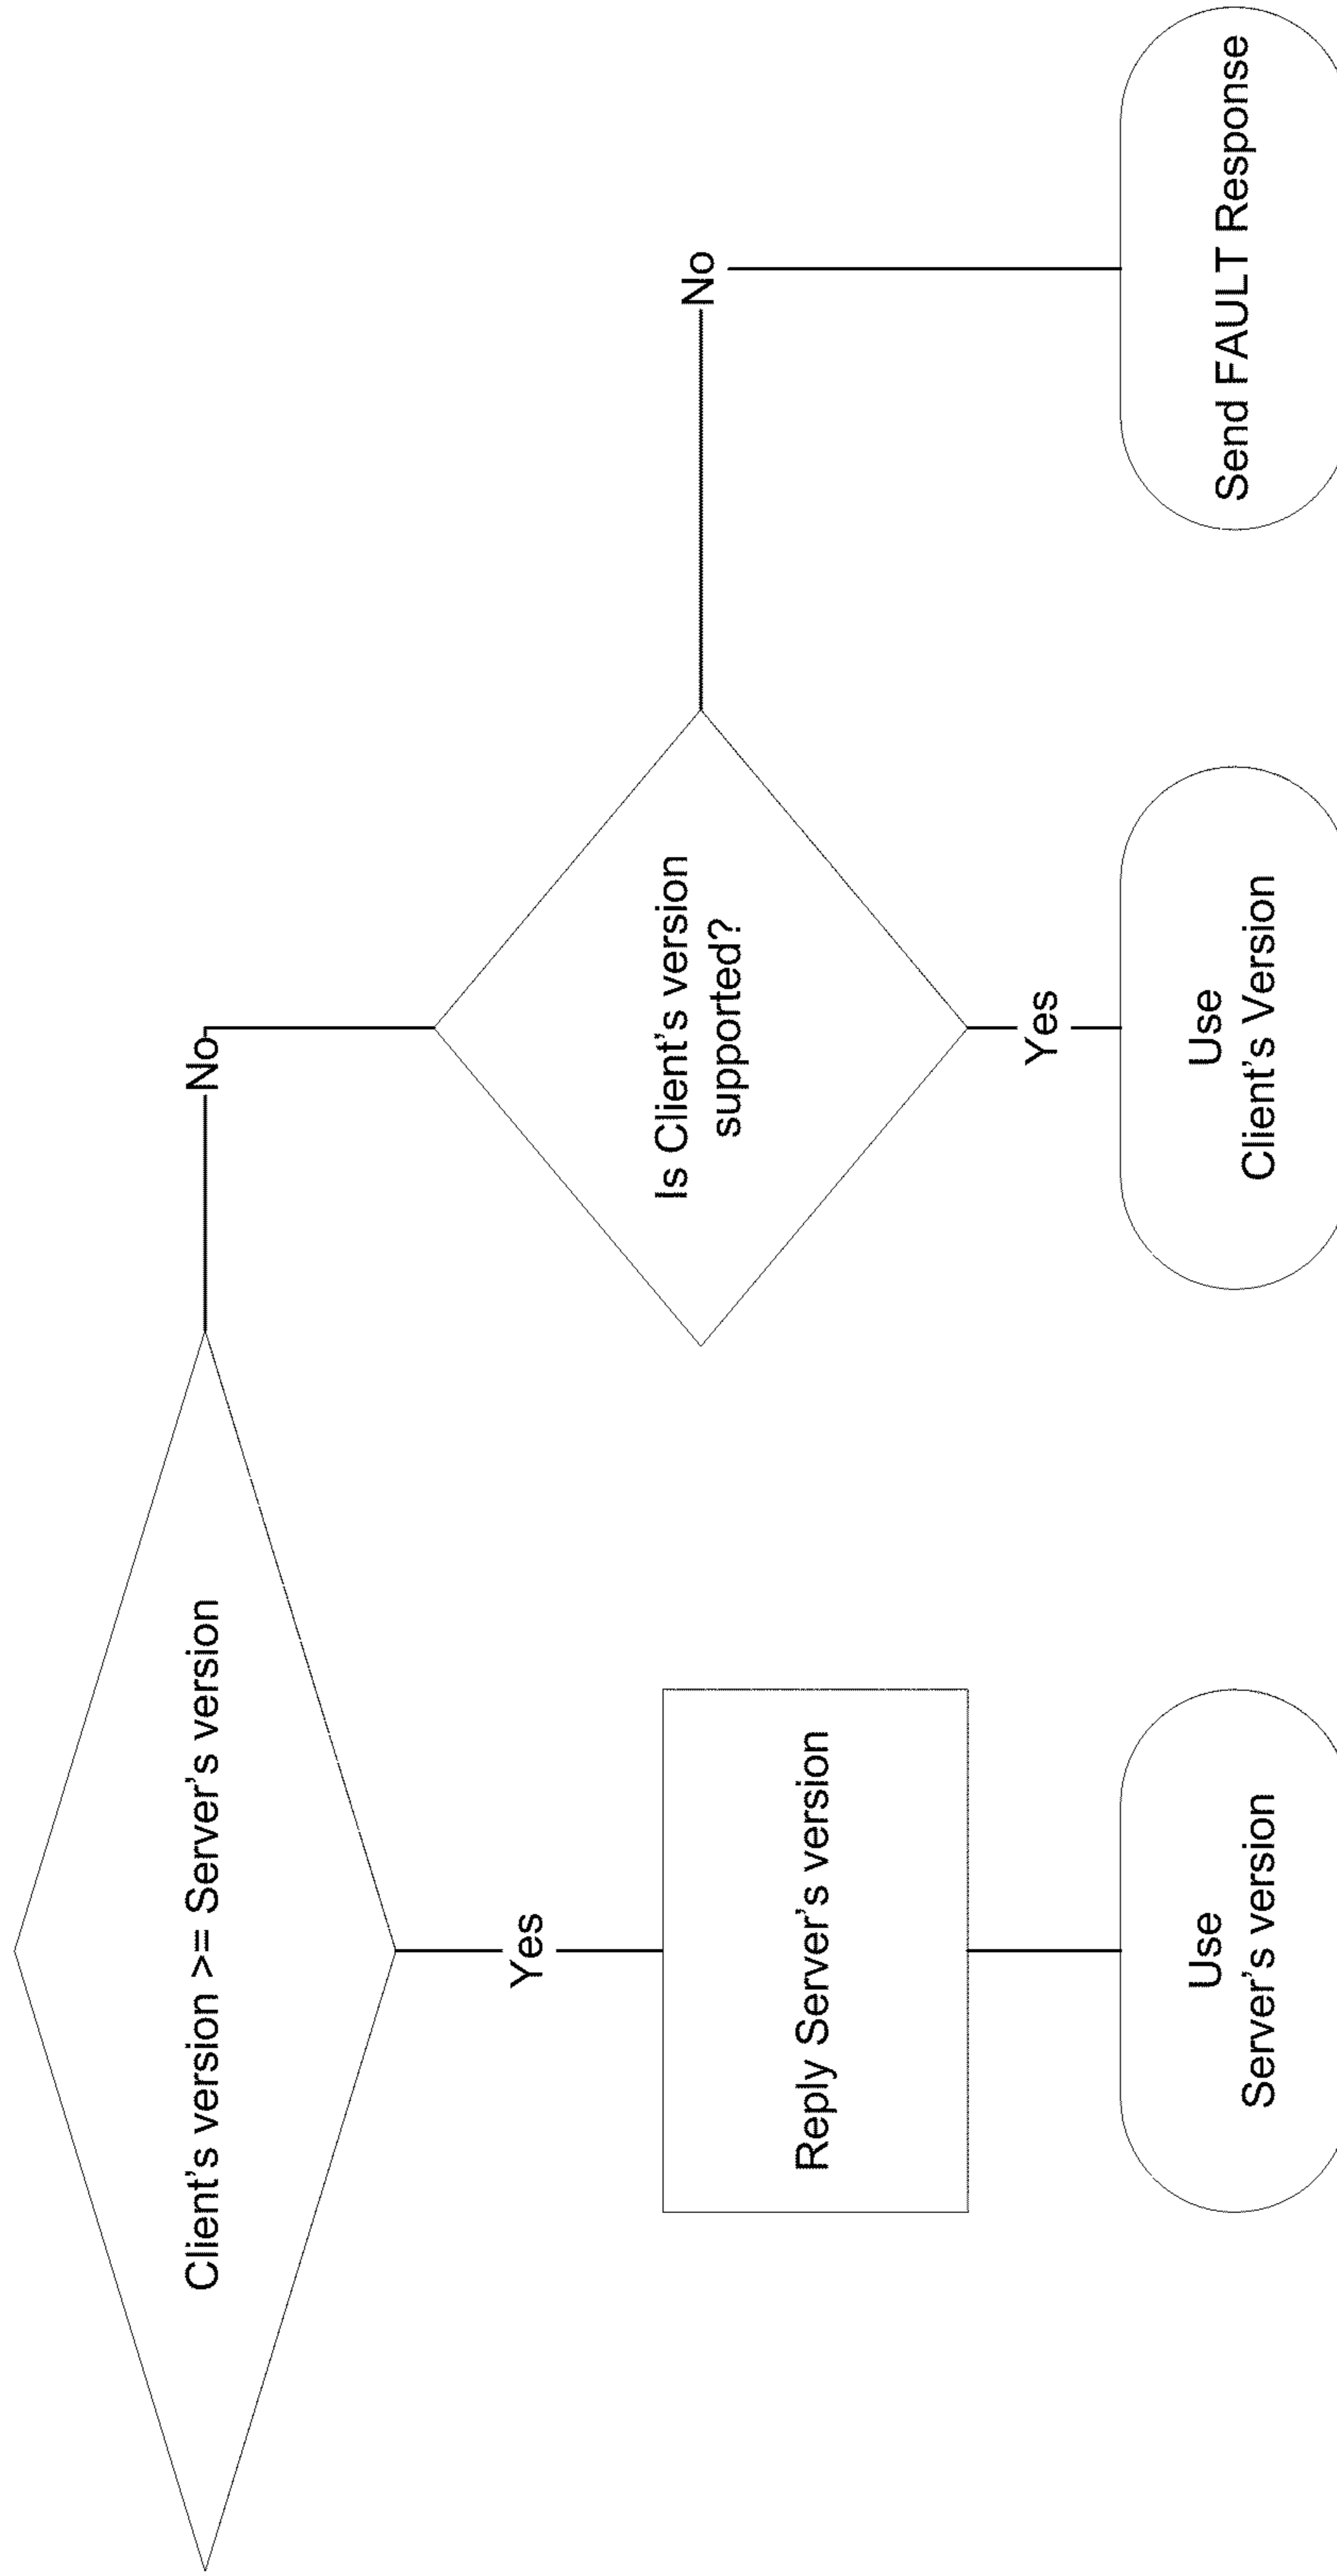 Client's version >= Server's version
No
Yes
Is Client's version
supported?
No
Reply Server's version
Yes
Use
Server's version
Use
Client's Version
Send FAULT Response